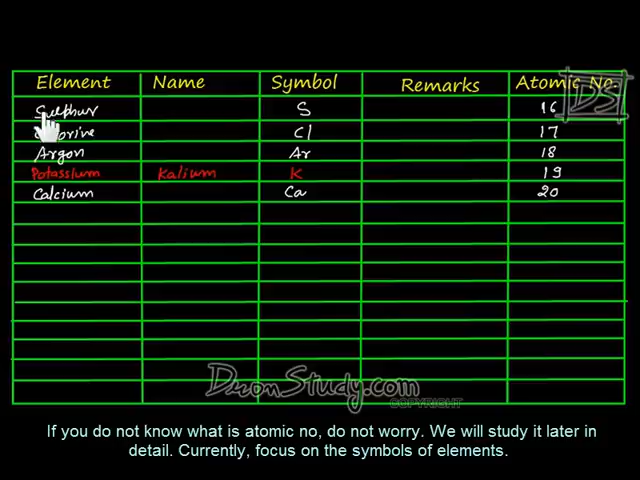 Element Name Symbol Remarks Atomic No.
DS
Sulphur S 16
Chlorine Cl 17
Argon Ar 18
Potassium Kalium K 19
Calcium Ca 20
DronStudy.com
COPYRIGHT
If you do not know what is atomic no, do not worry. We will study it later in
detail. Currently, focus on the symbols of elements.